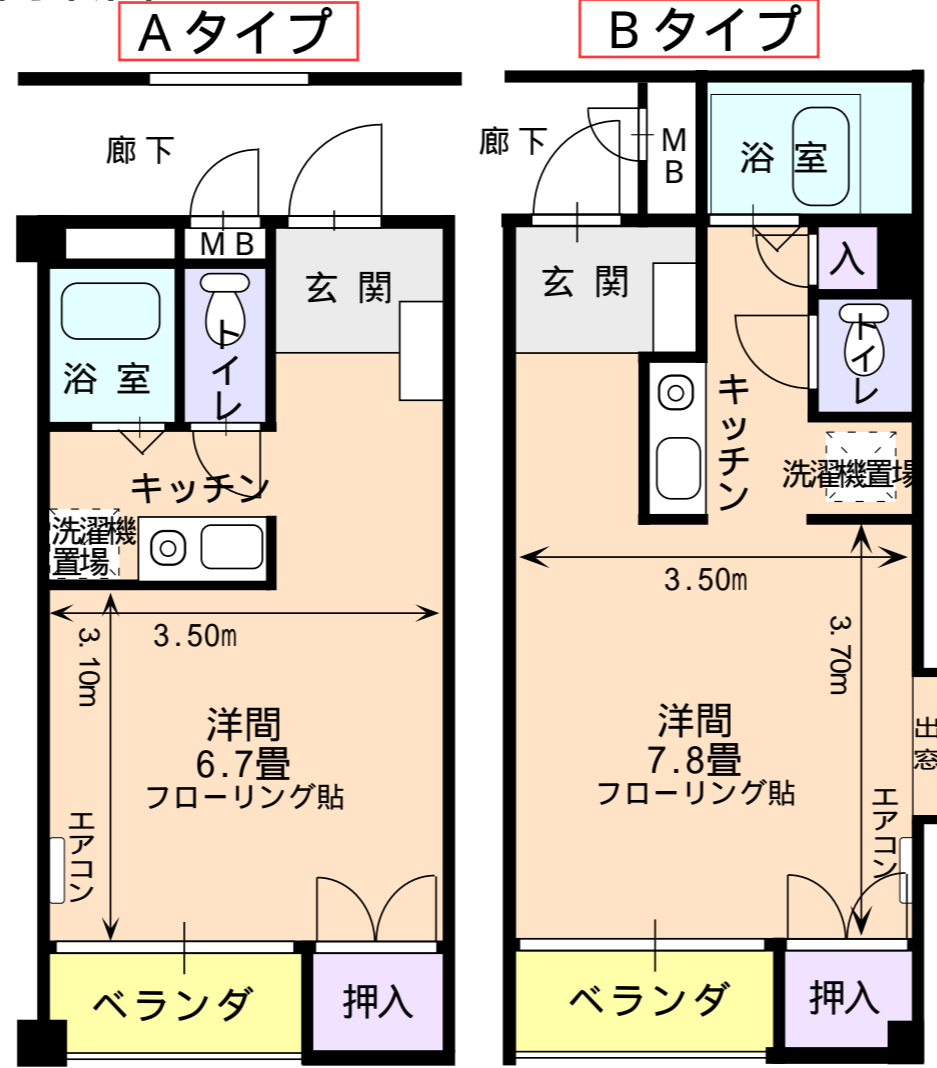 Aタイプ
廊下
MB
玄関
トイレ
浴室
キッチン
洗濯機
置場
3.50m
3.10m
洋間
6.7畳
フローリング貼
エアコン
ベランダ
押入
Bタイプ
廊下
MB
浴室
玄関
入
トイレ
キッチン
洗濯機置場
3.50m
3.70m
洋間
7.8畳
フローリング貼
出窓
エアコン
ベランダ
押入